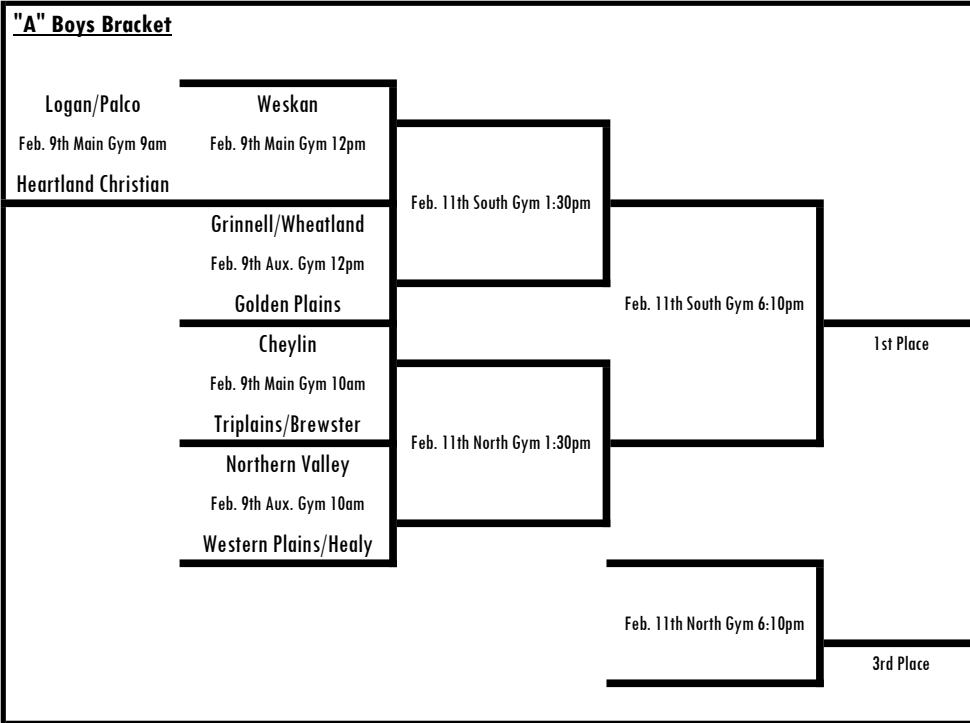 "A" Boys Bracket
Logan/Palco
Weskan
Feb. 9th Main Gym 9am
Feb. 9th Main Gym 12pm
Heartland Christian
Feb. 11th South Gym 1:30pm
Grinnell/Wheatland
Feb. 9th Aux. Gym 12pm
Golden Plains
Feb. 11th South Gym 6:10pm
Cheylin
1st Place
Feb. 9th Main Gym 10am
Triplains/Brewster
Feb. 11th North Gym 1:30pm
Northern Valley
Feb. 9th Aux. Gym 10am
Western Plains/Healy
Feb. 11th North Gym 6:10pm
3rd Place